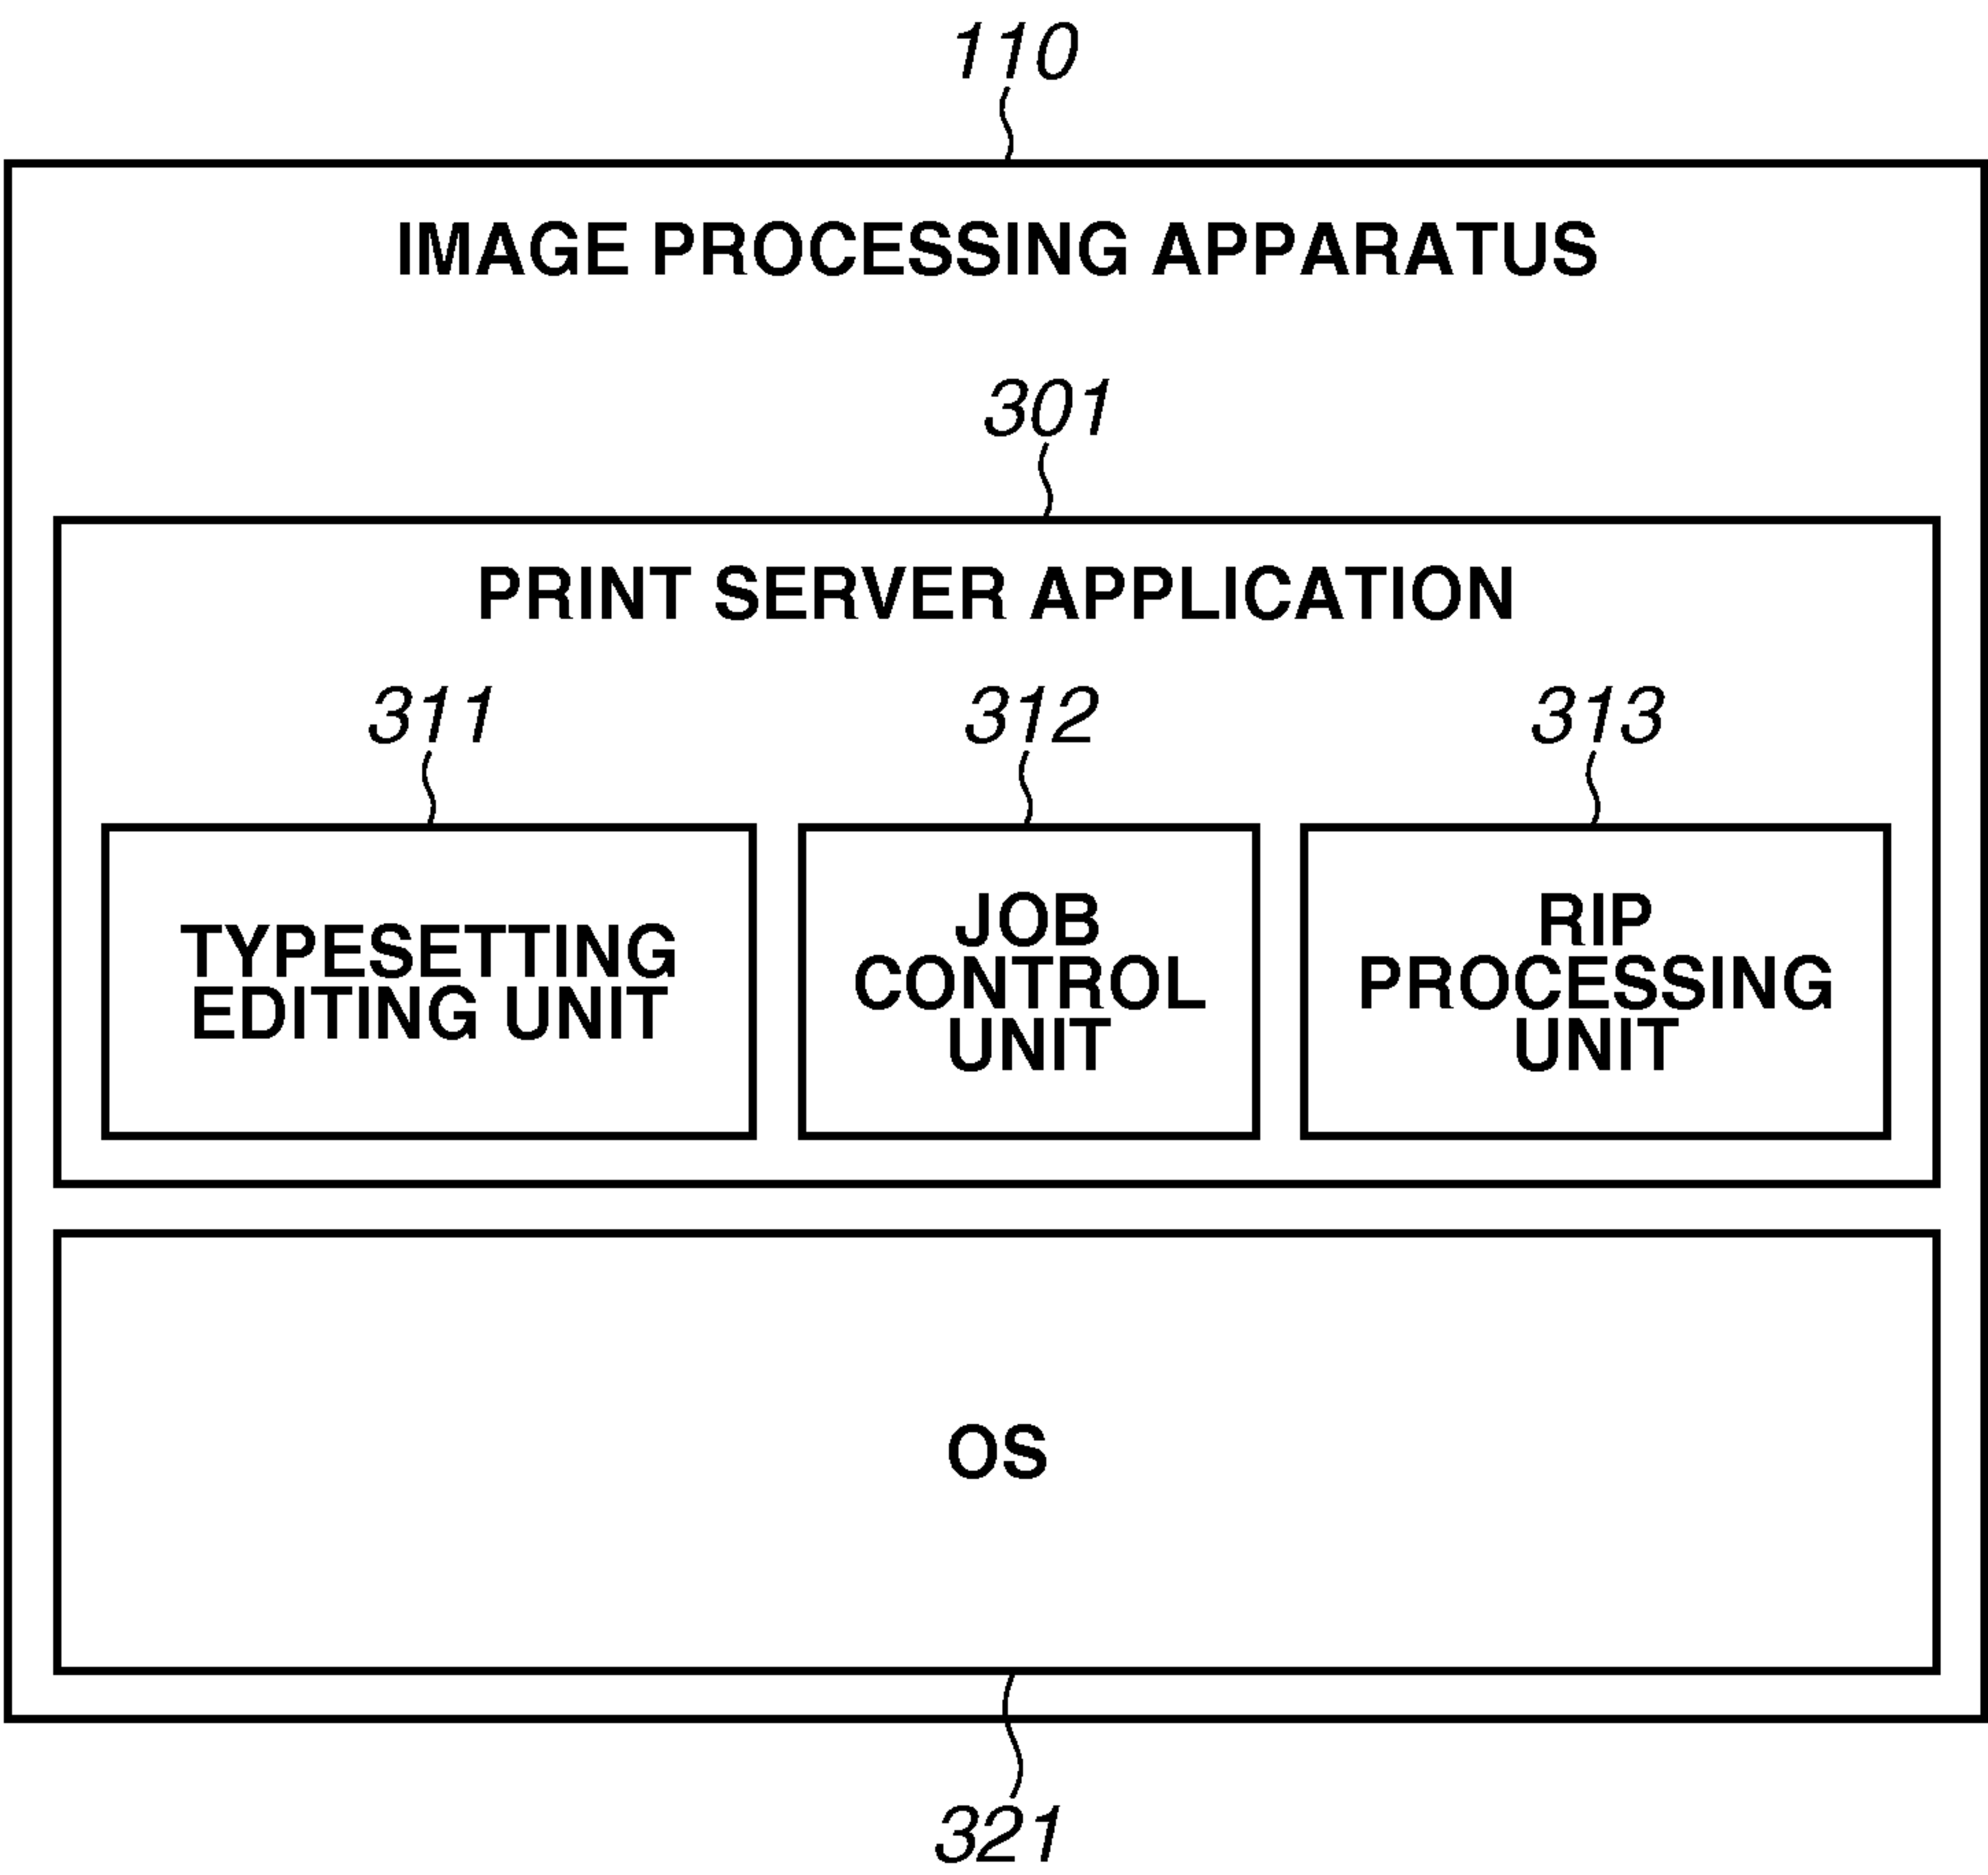 110
IMAGE PROCESSING APPARATUS
301
PRINT SERVER APPLICATION
311
312
313
TYPESETTING
EDITING UNIT
JOB
CONTROL
UNIT
RIP
PROCESSING
UNIT
OS
321